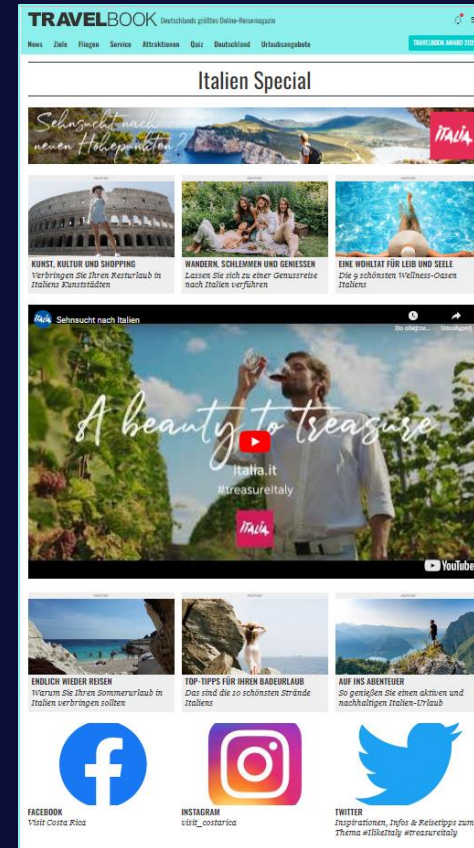 TRAVELBOOK Deutschlands größtes Online-Reisemagazin
News Ziele Fliegen Service Attraktionen Quiz Deutschland Urlaubsangebote
TRAVELBOOK AWARD
Italien Special
Sehnsucht nach
neuen Höhepunkten?
ITALIA
KUNST, KULTUR UND SHOPPING
Verbringen Sie Ihren Resturlaub in
Italiens Kunststädten
WANDERN, SCHLEMMEN UND GENIESSEN
Lassen Sie sich zu einer Genussreise
nach Italien verführen
EINE WOHLTAT FÜR LEIB UND SEELE
Die 9 schönsten Wellness-Oasen
Italiens
ITALIA Sehnsucht nach Italien
Do obejrze... Udostępnij
A beauty to treasure
italia.it
#treasureitaly
ITALIA
YouTube
ENDLICH WIEDER REISEN
Warum Sie Ihren Sommerurlaub in
Italien verbringen sollten
TOP-TIPPS FÜR IHREN BADEURLAUB
Das sind die 10 schönsten Strände
Italiens
AUF INS ABENTEUER
So genießen Sie einen aktiven und
nachhaltigen Italien-Urlaub
FACEBOOK
Visit Costa Rica
INSTAGRAM
visit_costarica
TWITTER
Inspirationen, Infos & Reisetipps zum
Thema #IlikeItaly #treasureitaly